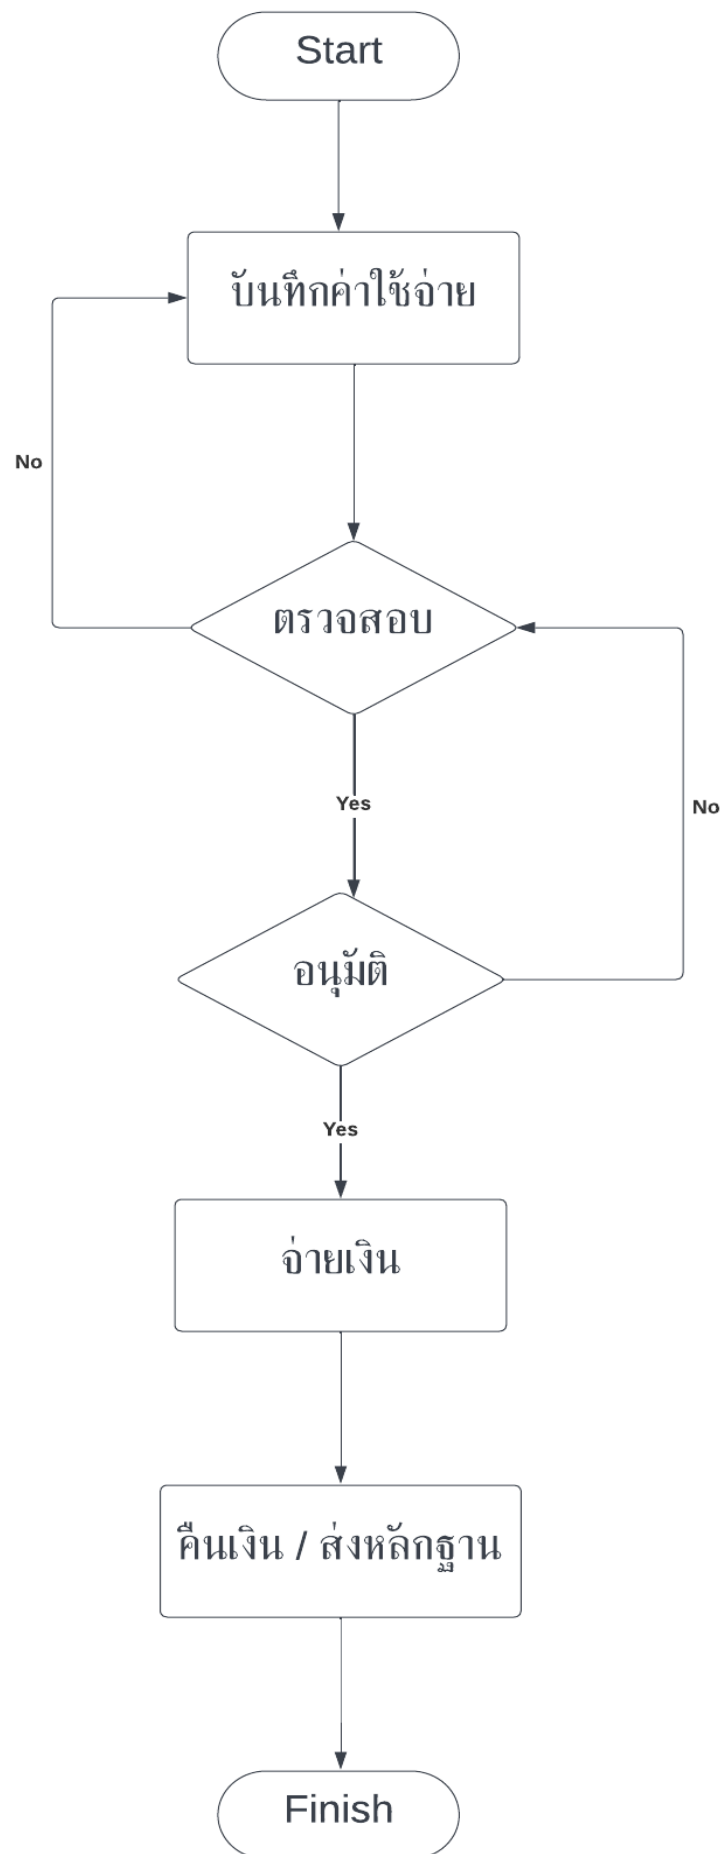 Start
บันทึกค่าใช้จ่าย
No
ตรวจสอบ
Yes
No
อนุมัติ
Yes
จ่ายเงิน
คืนเงิน / ส่งหลักฐาน
Finish